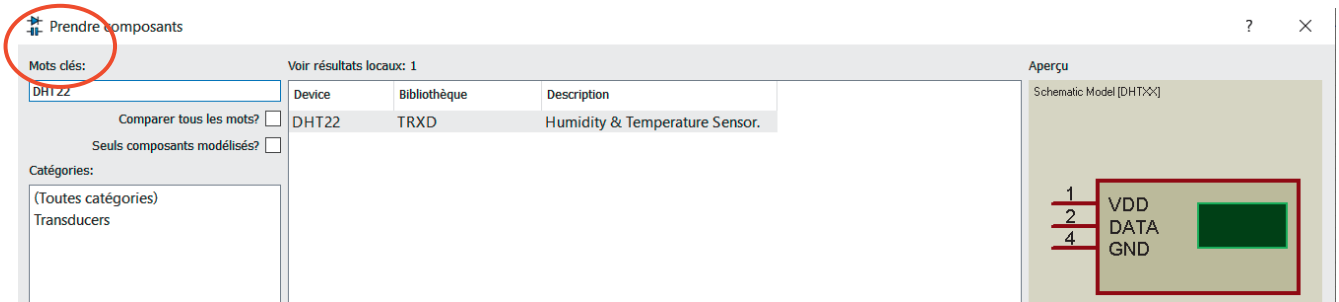 Prendre composants
?
Mots clés:
DHT22
Comparer tous les mots?
Seuls composants modélisés?
Catégories:
(Toutes catégories)
Transducers
Voir résultats locaux: 1
Device Bibliothèque Description
DHT22 TRXD Humidity & Temperature Sensor.
Aperçu
Schematic Model [DHTXX]
1 VDD
2 DATA
4 GND